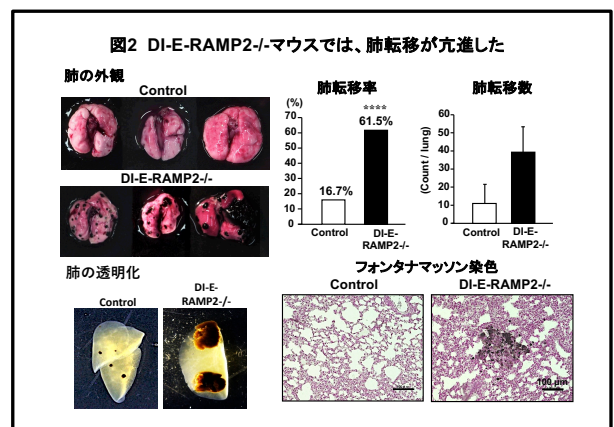 図2 DI-E-RAMP2-/-マウスでは、肺転移が亢進した
肺の外観
Control
DI-E-RAMP2-/-
肺転移率
(%)
70
60
50
40
30
20
10
0
****
61.5%
16.7%
Control
DI-E-
RAMP2-/-
肺転移数
(Count / lung)
60
50
40
30
20
10
0
Control
DI-E-
RAMP2-/-
肺の透明化
Control
DI-E-
RAMP2-/-
フォンタナマッソン染色
Control
DI-E-RAMP2-/-
100 μm